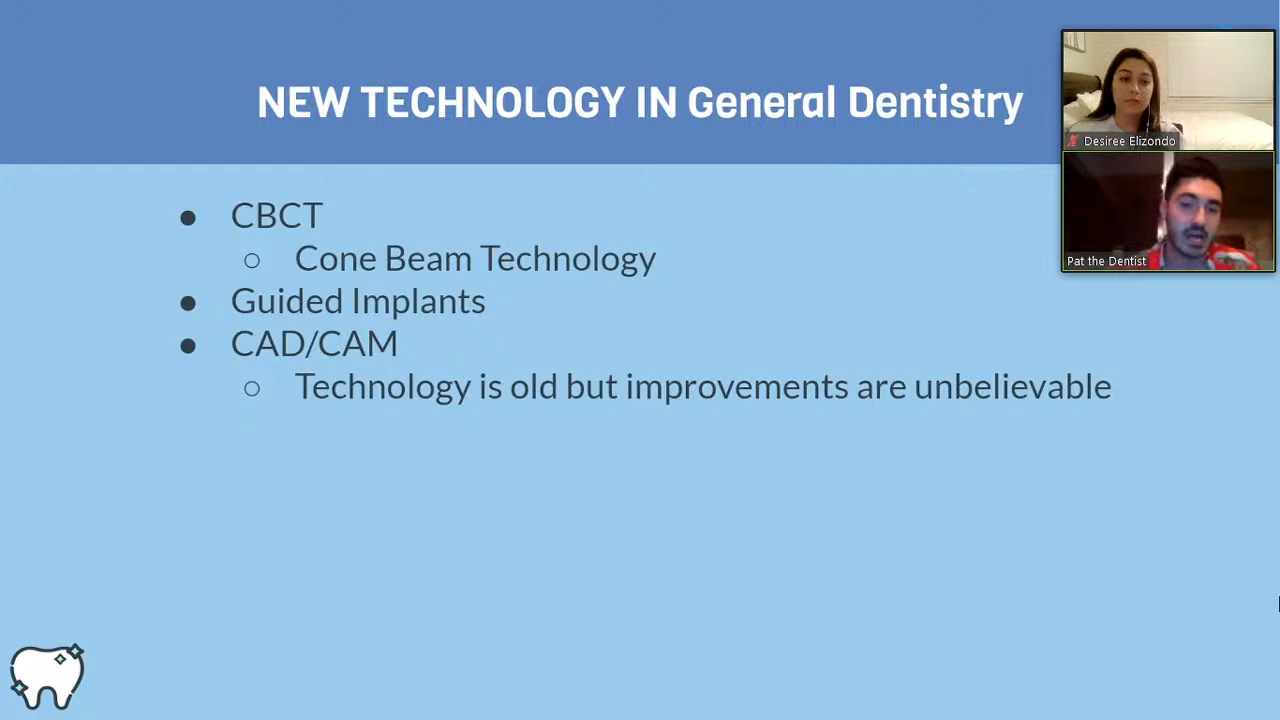 NEW TECHNOLOGY IN General Dentistry
● CBCT
○ Cone Beam Technology
● Guided Implants
● CAD/CAM
○ Technology is old but improvements are unbelievable
Desiree Elizondo
Pat the Dentist